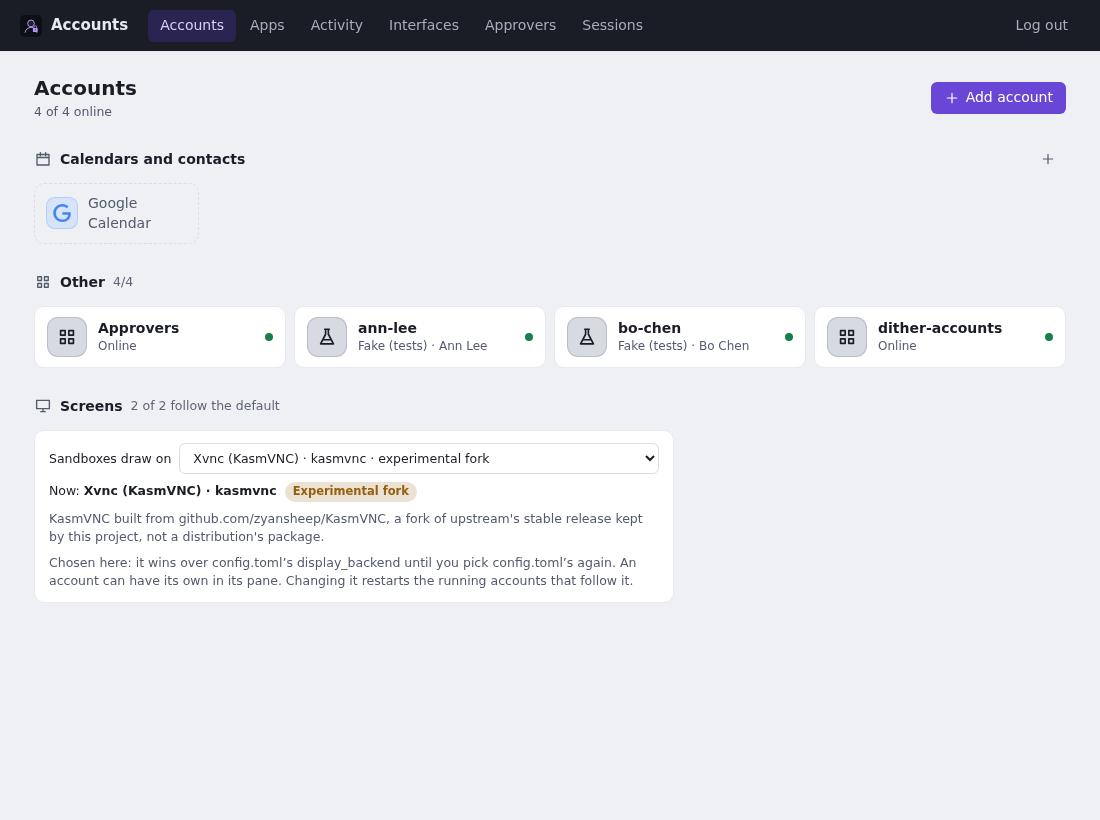 Accounts
Accounts
Apps
Activity
Interfaces
Approvers
Sessions
Log out
Accounts
4 of 4 online
Add account
Calendars and contacts
Google
Calendar
Other 4/4
Approvers
Online
ann-lee
Fake (tests) · Ann Lee
bo-chen
Fake (tests) · Bo Chen
dither-accounts
Online
Screens 2 of 2 follow the default
Sandboxes draw on Xvnc (KasmVNC) · kasmvnc · experimental fork
Now: Xvnc (KasmVNC) · kasmvnc Experimental fork
KasmVNC built from github.com/zyansheep/KasmVNC, a fork of upstream's stable release kept
by this project, not a distribution's package.
Chosen here: it wins over config.toml’s display_backend until you pick config.toml’s again. An
account can have its own in its pane. Changing it restarts the running accounts that follow it.